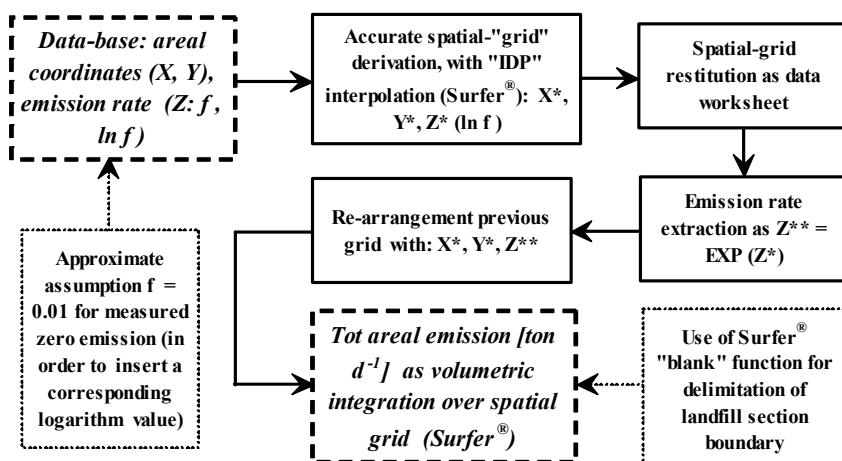 Data-base: areal
coordinates (X, Y),
emission rate (Z: f ,
ln f )
Accurate spatial-"grid"
derivation, with "IDP"
interpolation (Surfer®): X*,
Y*, Z* (ln f )
Spatial-grid
restitution as data
worksheet
Emission rate
extraction as Z** =
EXP (Z*)
Re-arrangement previous
grid with: X*, Y*, Z**
Approximate
assumption f =
0.01 for measured
zero emission (in
order to insert a
corresponding
logarithm value)
Tot areal emission [ton
d⁻¹] as volumetric
integration over spatial
grid (Surfer®)
Use of Surfer®
"blank" function for
delimitation of
landfill section
boundary